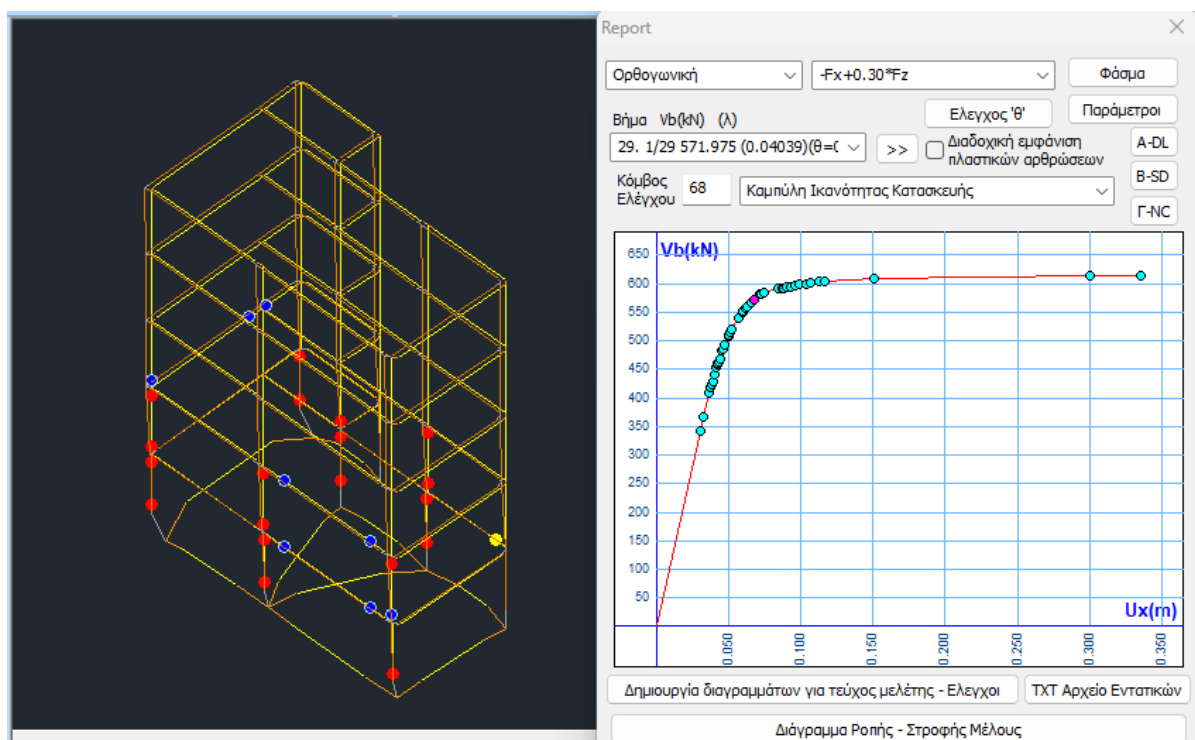 Report
Ορθογωνική
-Fx+0.30*Fz
Φάσμα
Ελεγχος 'θ'
Παράμετροι
Βήμα Vb(kN) (λ)
29. 1/29 571.975 (0.04039)(θ=0
>>
Διαδοχική εμφάνιση
πλαστικών αρθρώσεων
A-DL
B-SD
Γ-NC
Κόμβος
Ελέγχου
68
Καμπύλη Ικανότητας Κατασκευής
Vb(kN)
650
600
550
500
450
400
350
300
250
200
150
100
50
Ux(m)
0.050
0.100
0.150
0.200
0.250
0.300
0.350
Δημιουργία διαγραμμάτων για τεύχος μελέτης - Ελεγχοι
TXT Αρχείο Εντατικών
Διάγραμμα Ροπής - Στροφής Μέλους